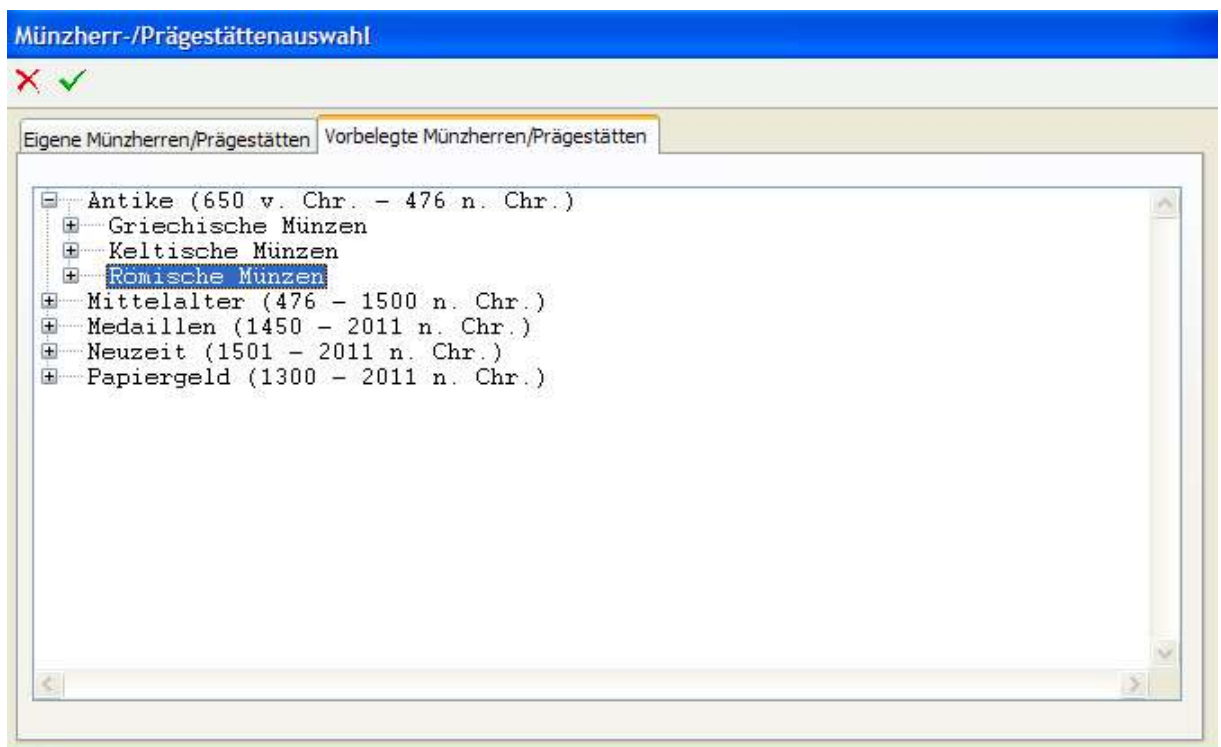 Münzherr-/Prägestättenauswahl
Eigene Münzherren/Prägestätten Vorbelegte Münzherren/Prägestätten
Antike (650 v. Chr. - 476 n. Chr.)
Griechische Münzen
Keltische Münzen
Römische Münzen
Mittelalter (476 - 1500 n. Chr.)
Medaillen (1450 - 2011 n. Chr.)
Neuzeit (1501 - 2011 n. Chr.)
Papiergeld (1300 - 2011 n. Chr.)